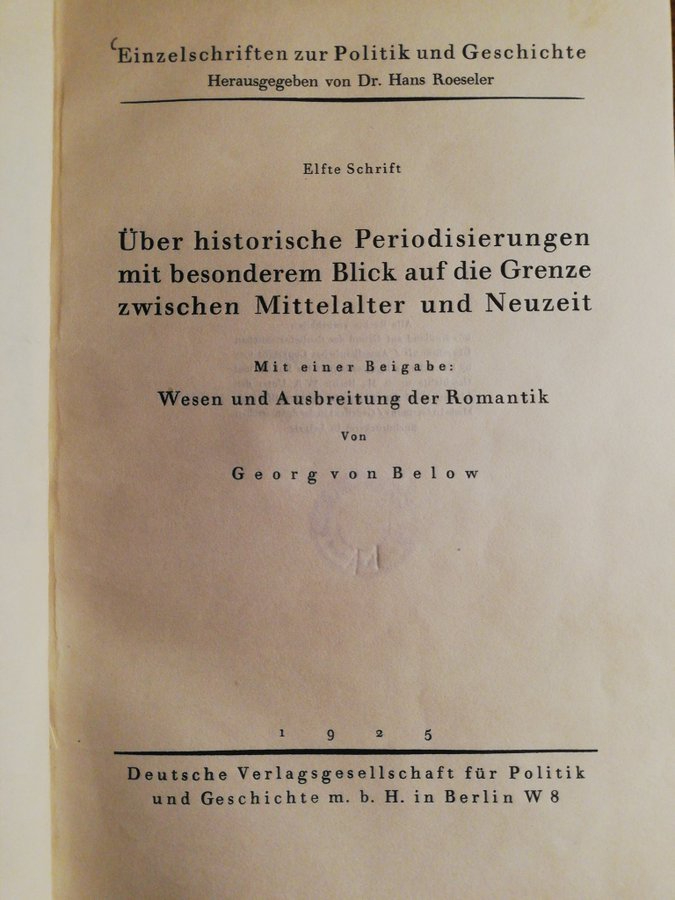 Einzelschriften zur Politik und Geschichte
Herausgegeben von Dr. Hans Roeseler
Elfte Schrift
Über historische Periodisierungen
mit besonderem Blick auf die Grenze
zwischen Mittelalter und Neuzeit
Mit einer Beigabe:
Wesen und Ausbreitung der Romantik
Von
Georg von Below
1925
Deutsche Verlagsgesellschaft für Politik
und Geschichte m. b. H. in Berlin W 8